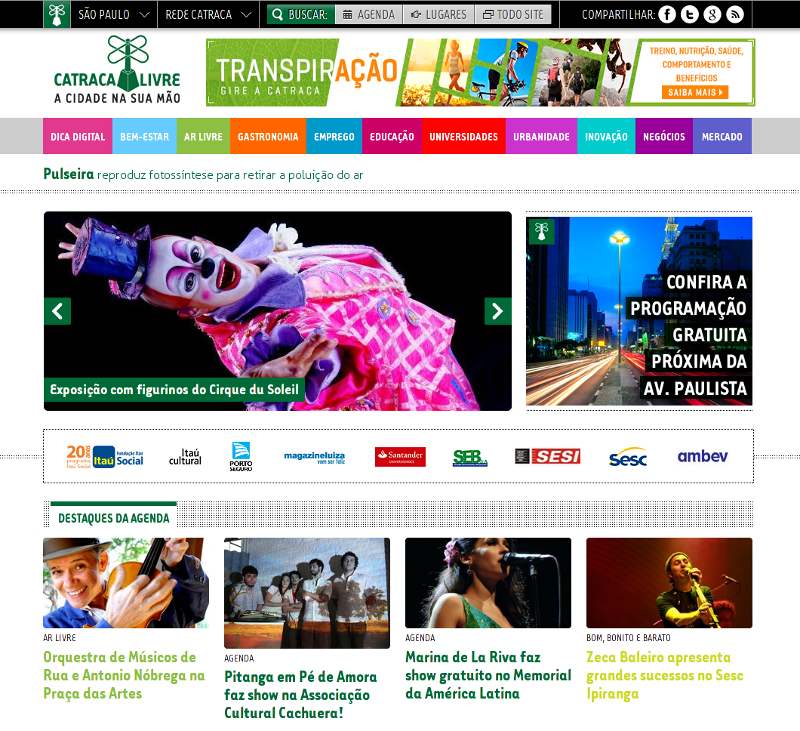 SÃO PAULO
REDE CATRACA
BUSCAR:
AGENDA
LUGARES
TODO SITE
COMPARTILHAR:
CATRACA LIVRE
A CIDADE NA SUA MÃO
TRANSPIRAÇÃO
GIRE A CATRACA
TREINO, NUTRIÇÃO, SAÚDE,
COMPORTAMENTO E
BENEFÍCIOS
SAIBA MAIS
DICA DIGITAL
BEM-ESTAR
AR LIVRE
GASTRONOMIA
EMPREGO
EDUCAÇÃO
UNIVERSIDADES
URBANIDADE
INOVAÇÃO
NEGÓCIOS
MERCADO
Pulseira reproduz fotossíntese para retirar a poluição do ar
Exposição com figurinos do Cirque du Soleil
CONFIRA A
PROGRAMAÇÃO
GRATUITA
PRÓXIMA DA
AV. PAULISTA
20 anos
programa
Itaú Social
Itaú
Fundação Itaú
Social
Itaú
cultural
PORTO
SEGURO
magazineluiza
vem ser feliz
Santander
UNIVERSIDADES
SEB
SESI
Sesc
ambev
DESTAQUES DA AGENDA
AR LIVRE
Orquestra de Músicos de
Rua e Antonio Nóbrega na
Praça das Artes
AGENDA
Pitanga em Pé de Amora
faz show na Associação
Cultural Cachuera!
AGENDA
Marina de La Riva faz
show gratuito no Memorial
da América Latina
BOM, BONITO E BARATO
Zeca Baleiro apresenta
grandes sucessos no Sesc
Ipiranga